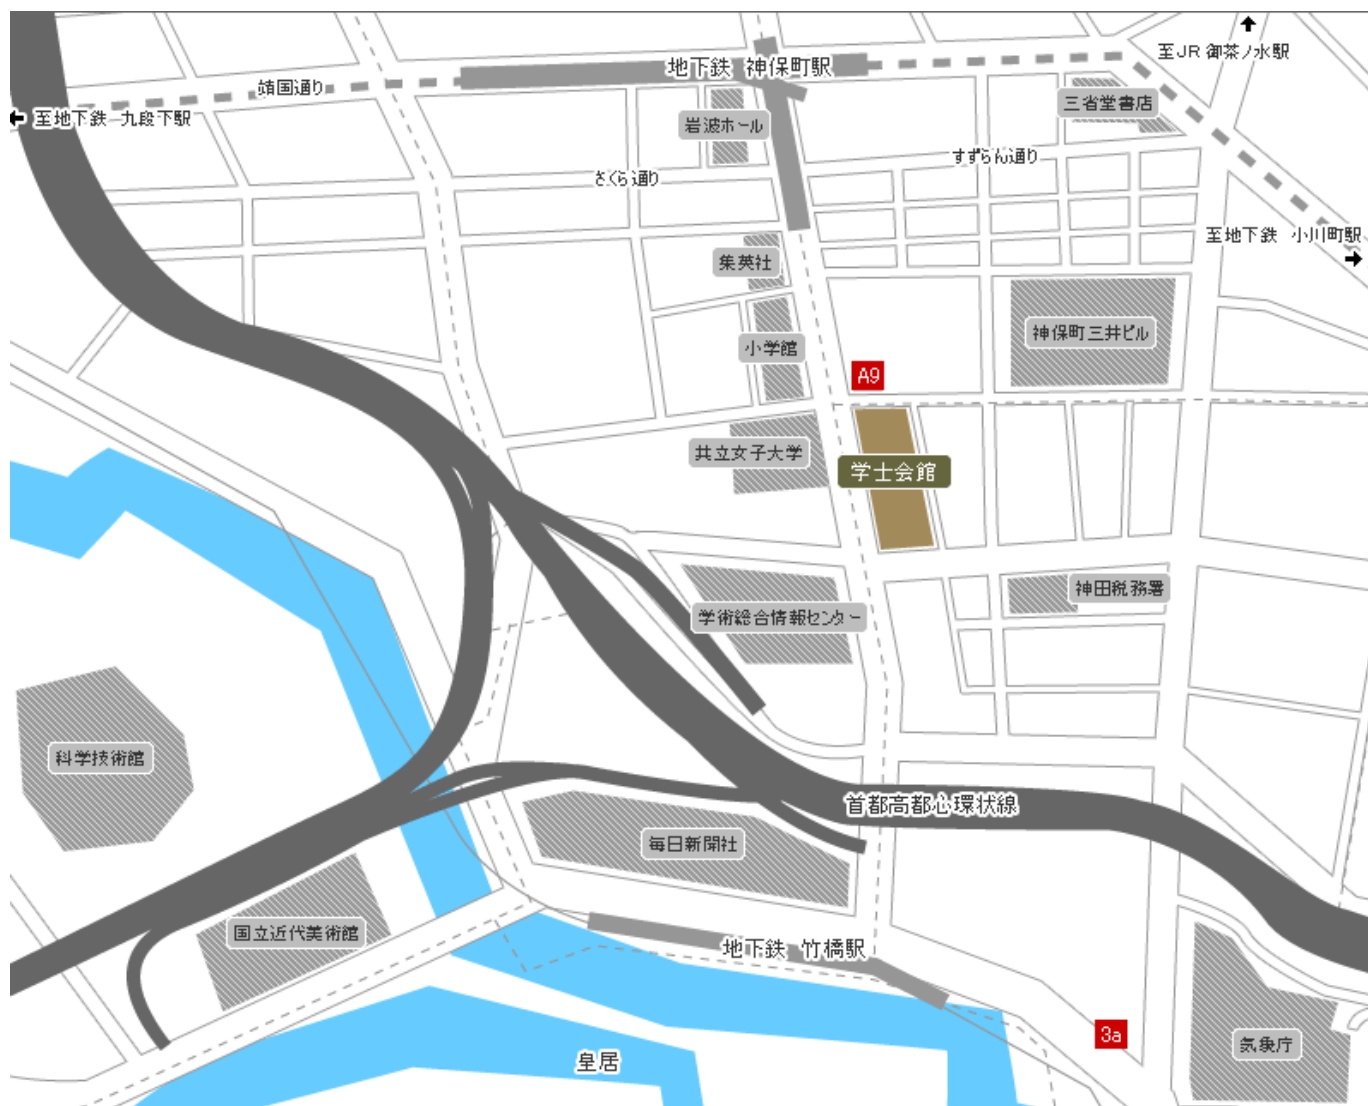 至JR 御茶ノ水駅
地下鉄 神保町駅
靖国通り
三省堂書店
至地下鉄 九段下駅
岩波ホール
すずらん通り
さくら通り
至地下鉄 小川町駅
集英社
神保町三井ビル
小学館
A9
共立女子大学
学士会館
神田税務署
学術総合情報センター
科学技術館
首都高都心環状線
毎日新聞社
国立近代美術館
地下鉄 竹橋駅
3a
気象庁
皇居